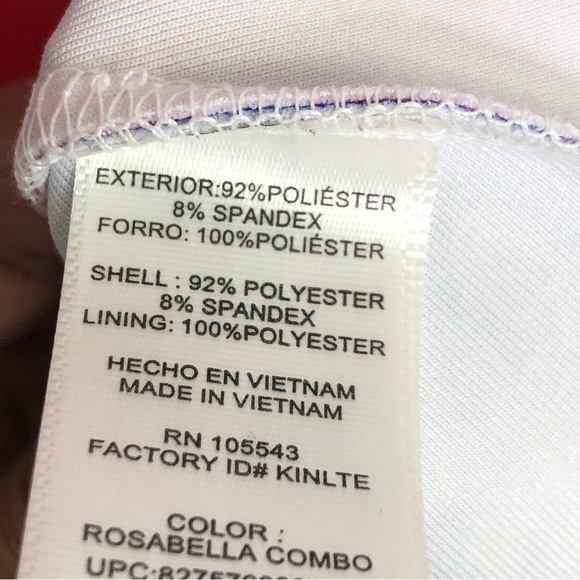 EXTERIOR:92%POLIÉSTER
8% SPANDEX
FORRO: 100%POLIÉSTER
SHELL : 92% POLYESTER
8% SPANDEX
LINING: 100%POLYESTER
HECHO EN VIETNAM
MADE IN VIETNAM
RN 105543
FACTORY ID# KINLTE
COLOR :
ROSABELLA COMBO